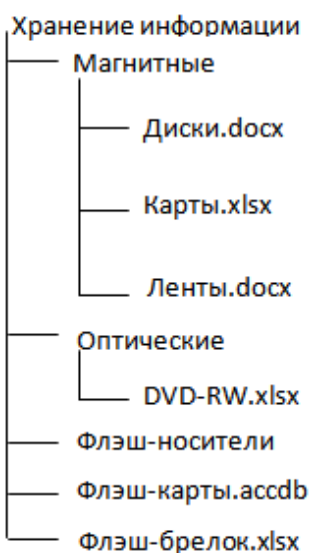 Хранение информации
Магнитные
Диски.docx
Карты.xlsx
Ленты.docx
Оптические
DVD-RW.xlsx
Флэш-носители
Флэш-карты.accdb
Флэш-брелок.xlsx